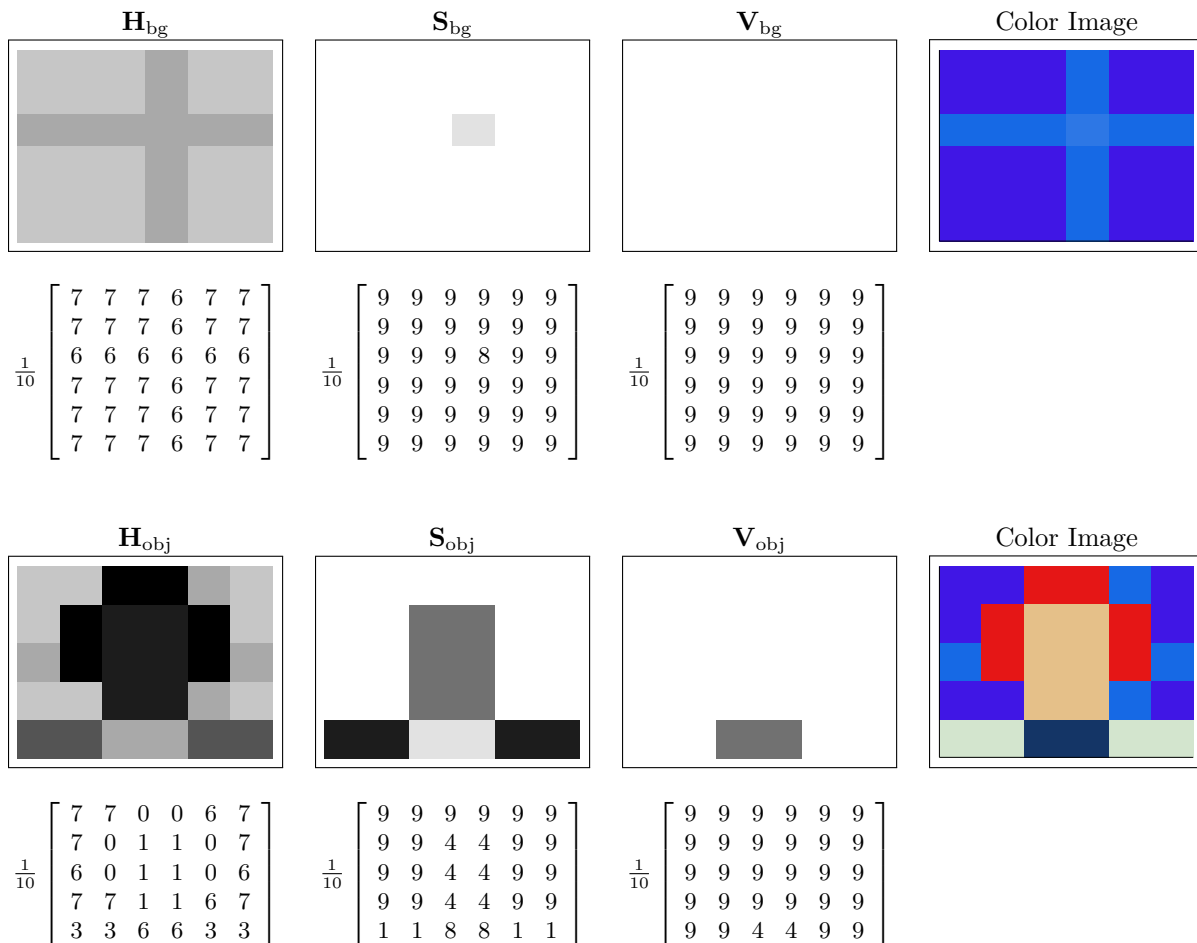 H_bg S_bg V_bg Color Image
1/10 [ 7 7 7 6 7 7 ] 1/10 [ 9 9 9 9 9 9 ] 1/10 [ 9 9 9 9 9 9 ]
7 7 7 6 7 7 9 9 9 9 9 9 9 9 9 9 9 9
6 6 6 6 6 6 9 9 9 8 9 9 9 9 9 9 9 9
7 7 7 6 7 7 9 9 9 9 9 9 9 9 9 9 9 9
7 7 7 6 7 7 9 9 9 9 9 9 9 9 9 9 9 9
7 7 7 6 7 7 9 9 9 9 9 9 9 9 9 9 9 9
H_obj S_obj V_obj Color Image
1/10 [ 7 7 0 0 6 7 ] 1/10 [ 9 9 9 9 9 9 ] 1/10 [ 9 9 9 9 9 9 ]
7 0 1 1 0 7 9 9 4 4 9 9 9 9 9 9 9 9
6 0 1 1 0 6 9 9 4 4 9 9 9 9 9 9 9 9
7 7 1 1 6 7 9 9 4 4 9 9 9 9 9 9 9 9
3 3 6 6 3 3 1 1 8 8 1 1 9 9 4 4 9 9